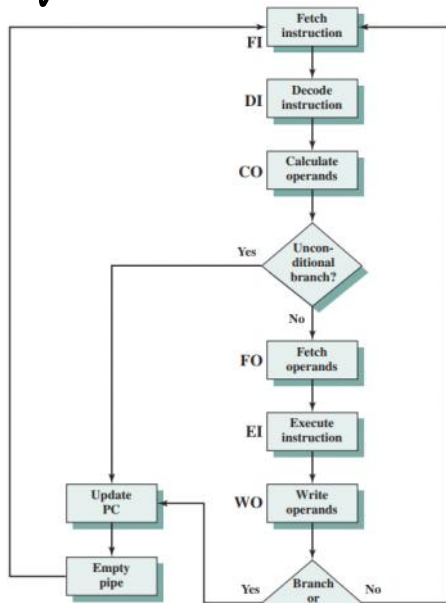 Fetch
instruction
FI
Decode
instruction
DI
Calculate
operands
CO
Uncon-
ditional
branch?
Yes
No
Fetch
operands
FO
Execute
instruction
EI
Update
PC
Write
operands
WO
Empty
pipe
Yes
Branch
or
No